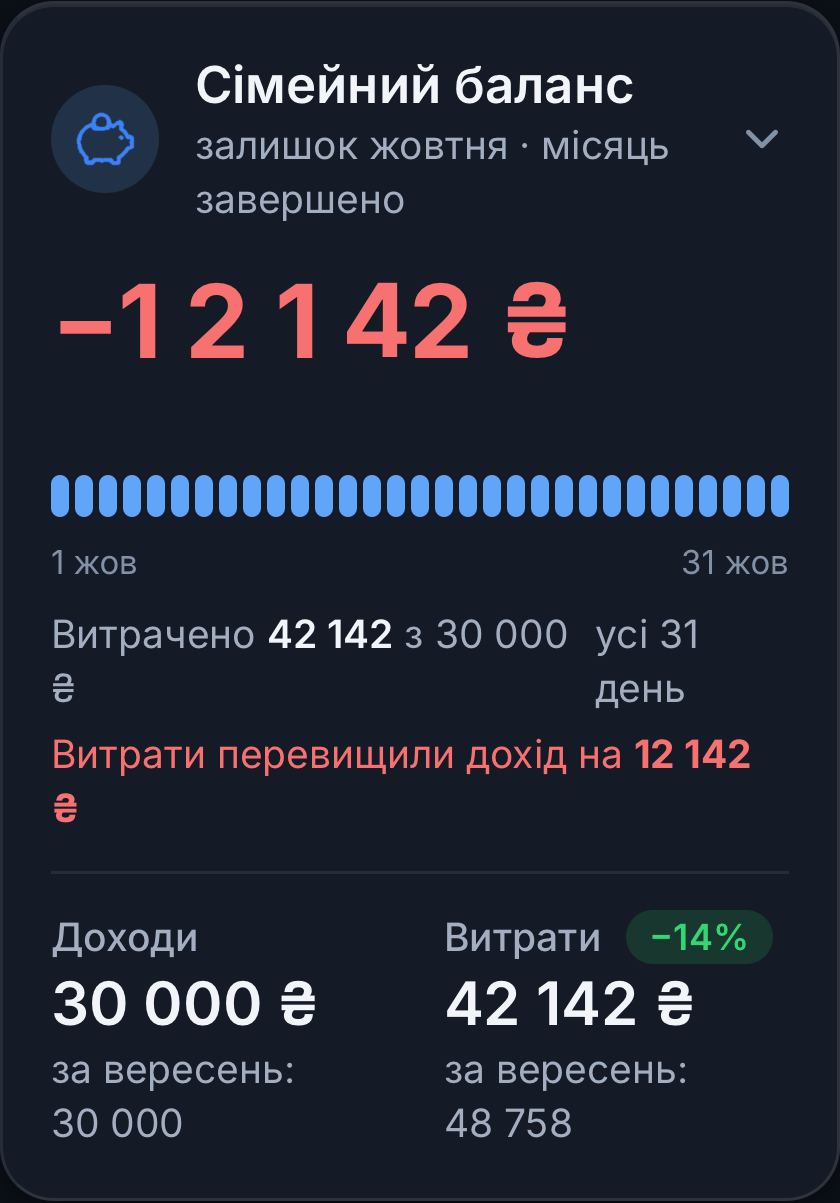 Сімейний баланс
залишок жовтня · місяць
завершено
−12 142 ₴
1 жов 31 жов
Витрачено 42 142 з 30 000 ₴
усі 31 день
Витрати перевищили дохід на 12 142
₴
Доходи
30 000 ₴
за вересень:
30 000
Витрати −14%
42 142 ₴
за вересень:
48 758